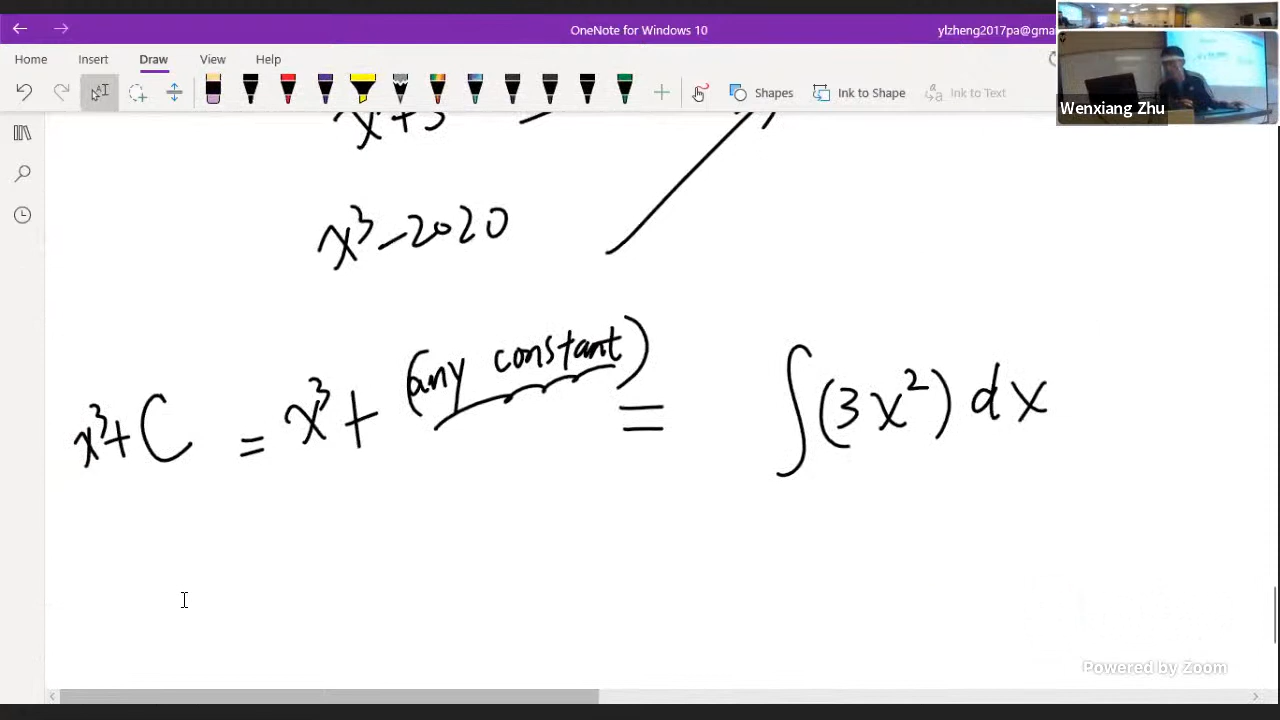 OneNote for Windows 10
ylzheng2017pa@gma
Home Insert Draw View Help
Shapes Ink to Shape Ink to Text
Wenxiang Zhu
x³ - 2020
x³ + C = x³ + (any constant) = ∫(3x²) dx
Powered by Zoom